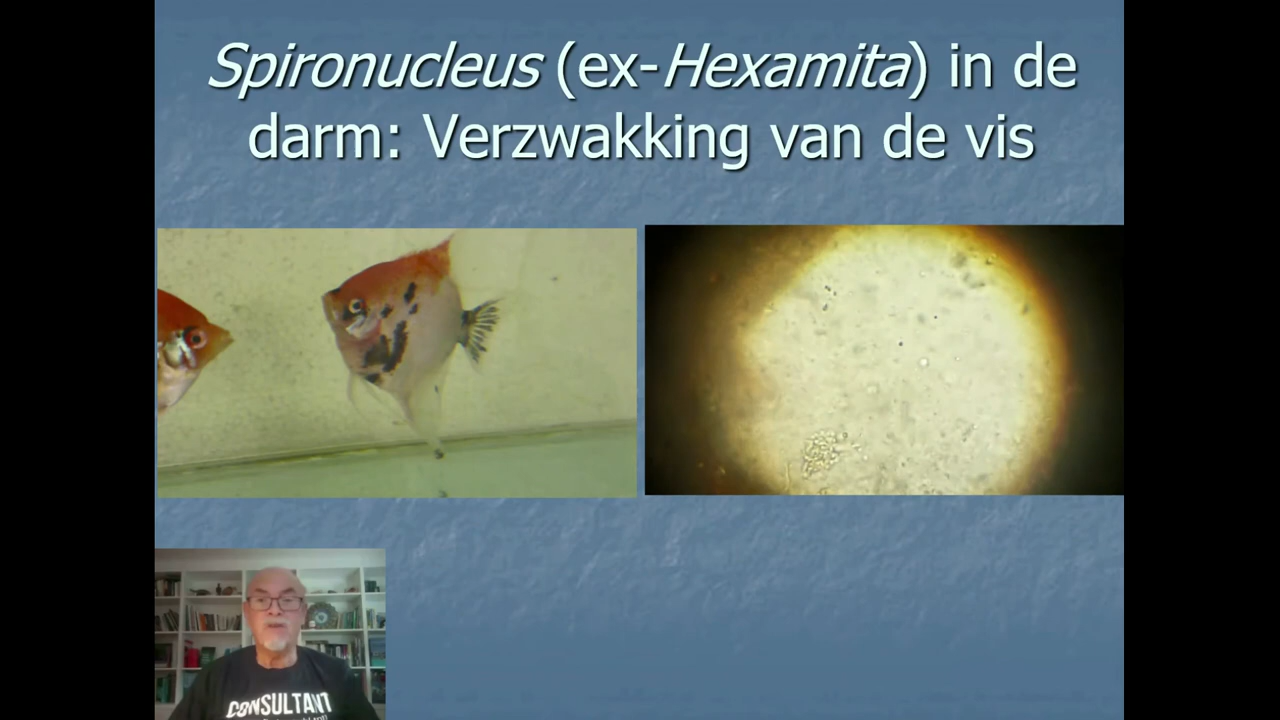 Spironucleus (ex-Hexamita) in de
darm: Verzwakking van de vis
CONSULTANT